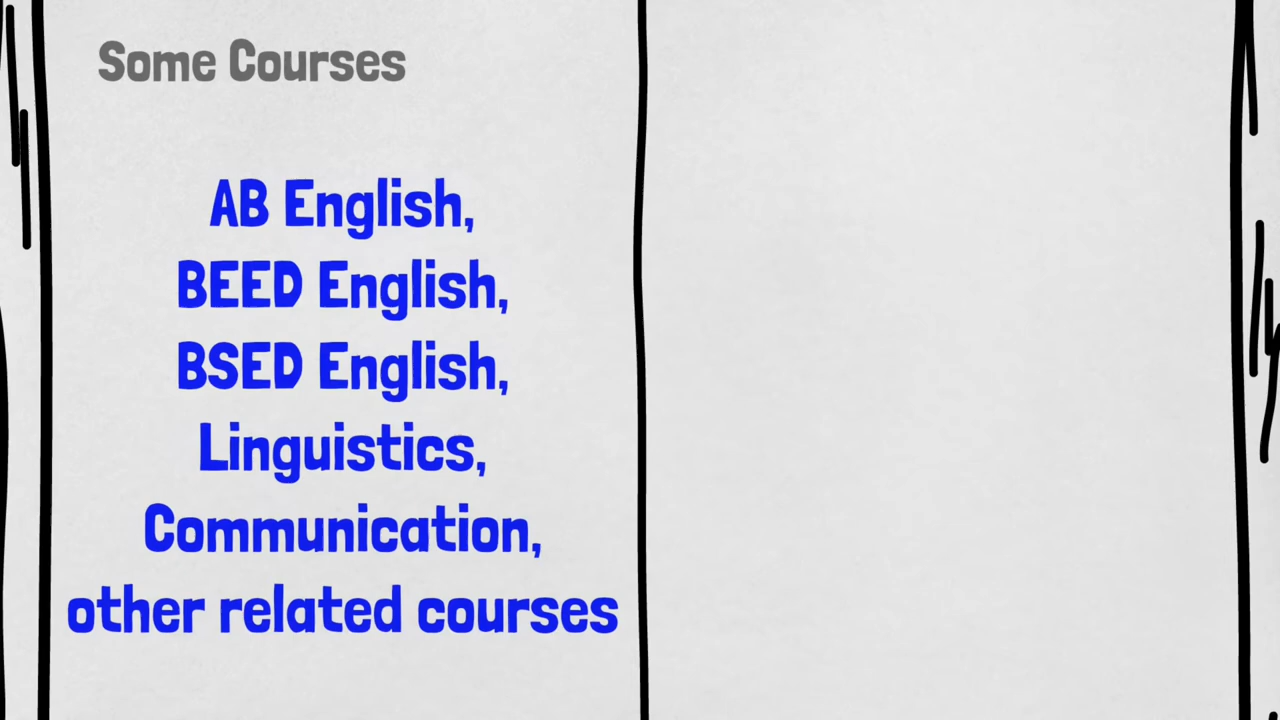 Some Courses
AB English,
BEED English,
BSED English,
Linguistics,
Communication,
other related courses